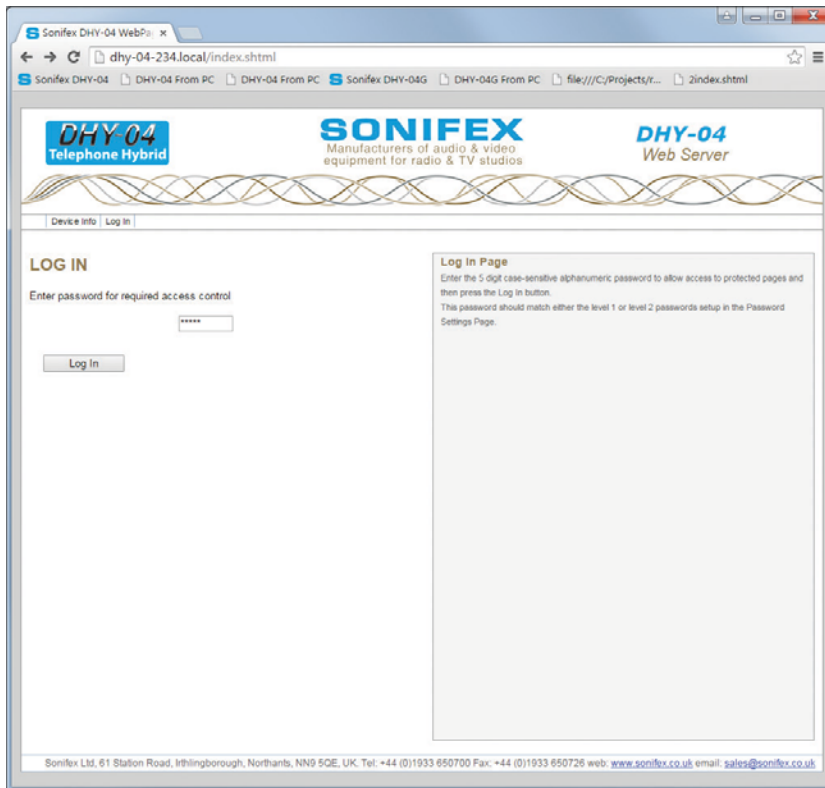 Sonifex DHY-04 WebPa
dhy-04-234.local/index.shtml
Sonifex DHY-04 DHY-04 From PC DHY-04 From PC Sonifex DHY-04G DHY-04G From PC file:///C:/Projects/r... 2index.shtml
DHY-04
Telephone Hybrid
SONIFEX
Manufacturers of audio & video
equipment for radio & TV studios
DHY-04
Web Server
Device Info Log In
LOG IN
Enter password for required access control
*****
Log In
Log In Page
Enter the 5 digit case-sensitive alphanumeric password to allow access to protected pages and
then press the Log In button.
This password should match either the level 1 or level 2 passwords setup in the Password
Settings Page.
Sonifex Ltd, 61 Station Road, Irthlingborough, Northants, NN9 5QE, UK. Tel: +44 (0)1933 650700 Fax: +44 (0)1933 650726 web: www.sonifex.co.uk email: sales@sonifex.co.uk